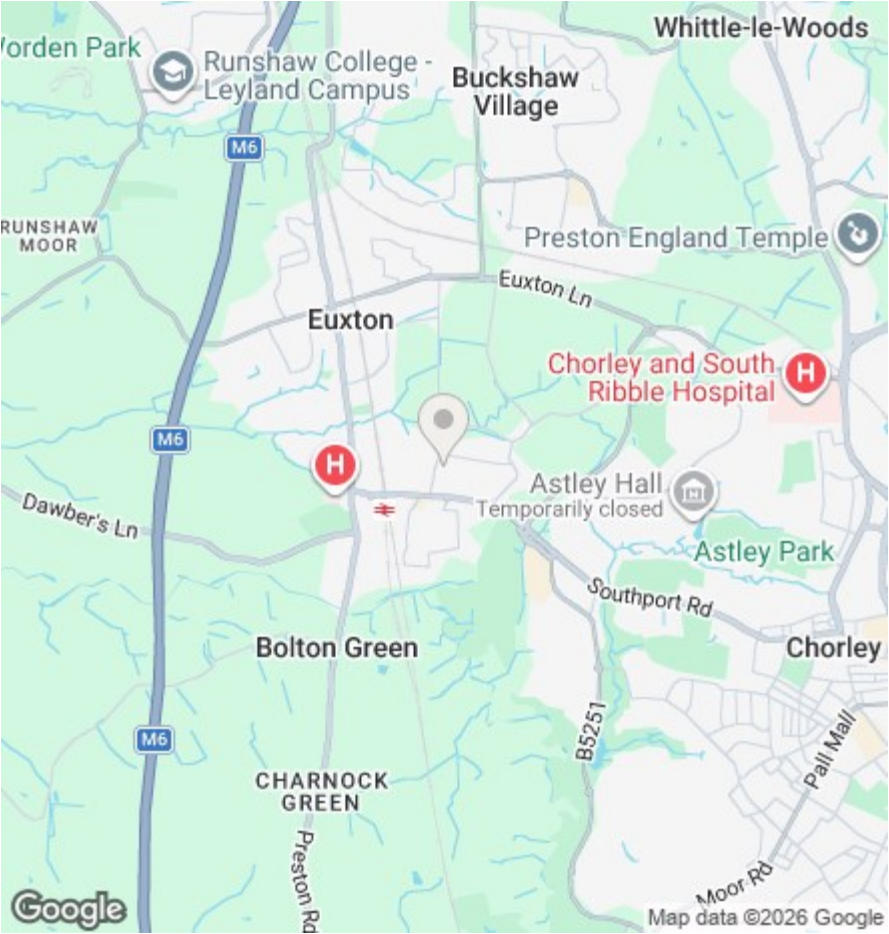 Whittle-le-Woods
Worden Park
Runshaw College -
Leyland Campus
Buckshaw
Village
M6
RUNSHAW
MOOR
Preston England Temple
Euxton Ln
Euxton
Chorley and South
Ribble Hospital
H
M6
H
Astley Hall
Temporarily closed
Dawber's Ln
Astley Park
Southport Rd
Bolton Green
Chorley
B5251
M6
Pall Mall
CHARNOCK
GREEN
Preston Rd
Moor Rd
Google
Map data ©2026 Google